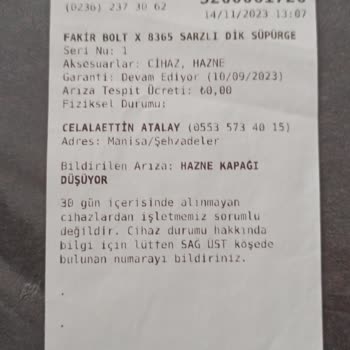 (0236) 237 30 62
14/11/2023 13:07
FAKİR BOLT X 8365 SARZLI DİK SÜPÜRGE
Seri Nu: 1
Aksesuarlar: CİHAZ, HAZNE
Garanti: Devam Ediyor (10/09/2023)
Arıza Tespit Ücreti: ₺0,00
Fiziksel Durumu:
CELALAETTİN ATALAY (0553 573 40 15)
Adres: Manisa/Şehzadeler
Bildirilen Arıza: HAZNE KAPAĞI
DÜŞÜYOR
30 gün içerisinde alınmayan
cihazlardan işletmemiz sorumlu
değildir. Cihaz durumu hakkında
bilgi için lütfen SAĞ ÜST köşede
bulunan numarayı bildiriniz.